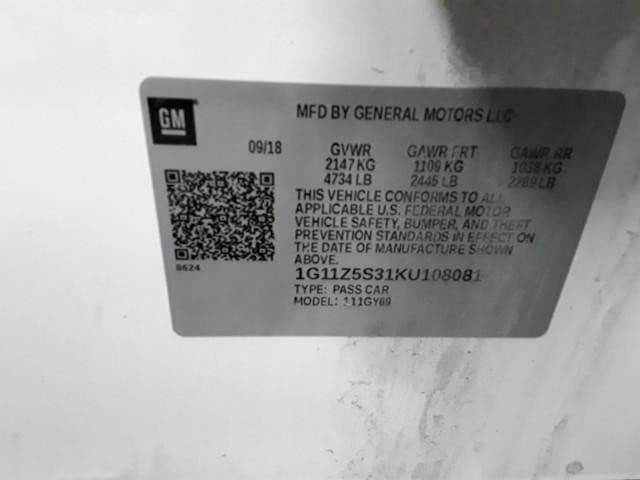 GM
MFD BY GENERAL MOTORS LLC
09/18 GVWR GAWR FRT GAWR RR
2147 KG 1109 KG 1038 KG
4734 LB 2445 LB 2289 LB
THIS VEHICLE CONFORMS TO ALL
APPLICABLE U.S. FEDERAL MOTOR
VEHICLE SAFETY, BUMPER, AND THEFT
PREVENTION STANDARDS IN EFFECT ON
THE DATE OF MANUFACTURE SHOWN
ABOVE.
8624
1G11Z5S31KU108081
TYPE: PASS CAR
MODEL: 111GY69